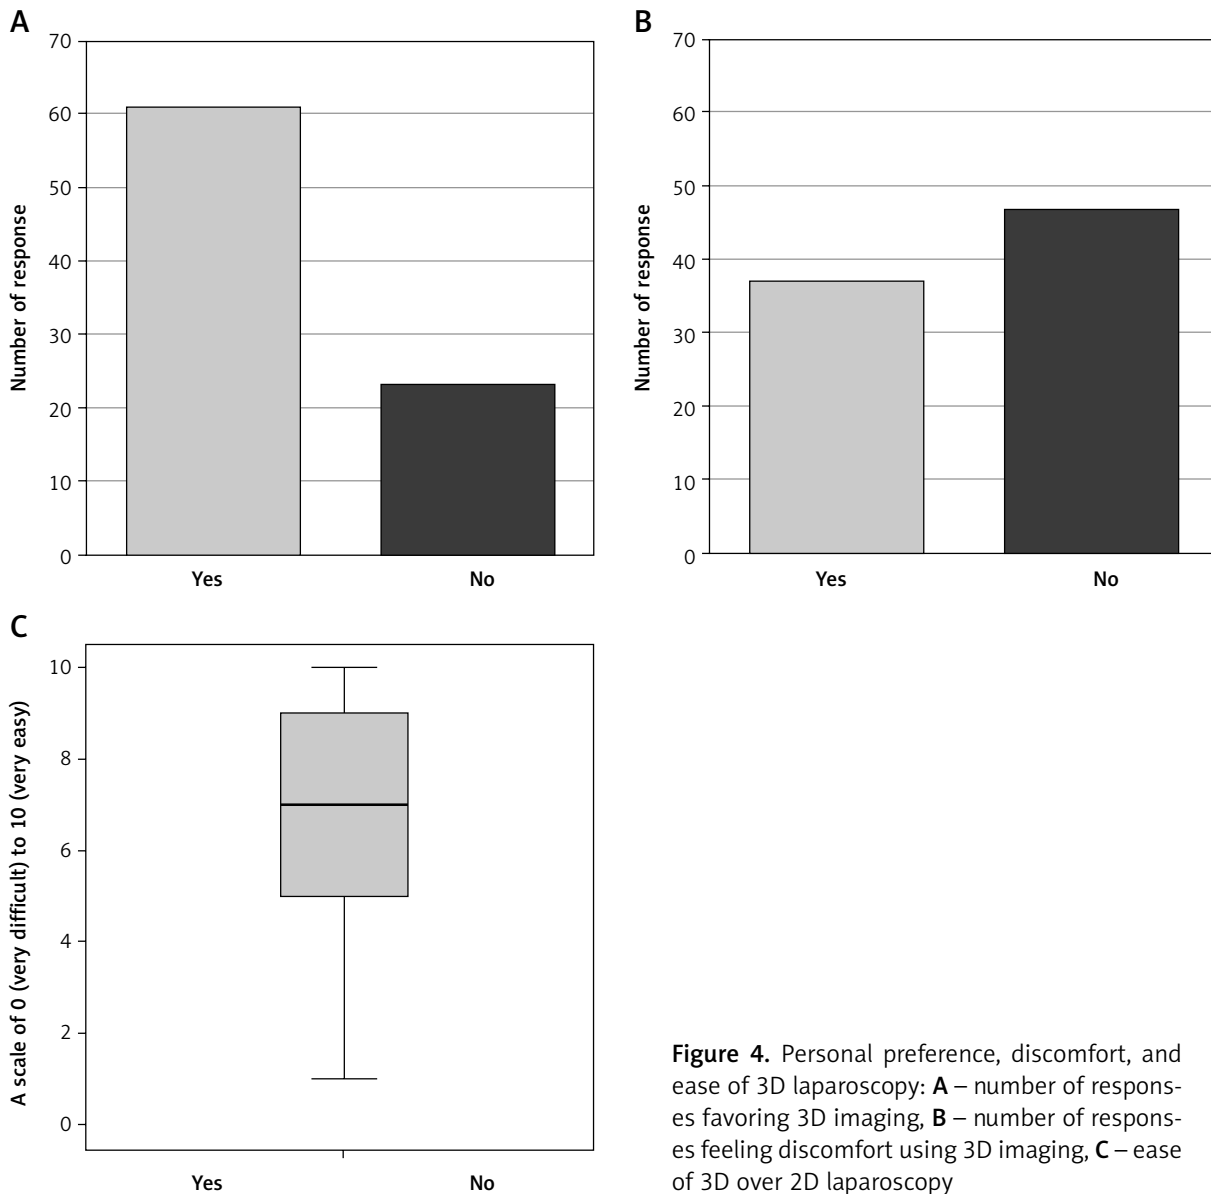 A
70
60
50
40
30
20
10
0
Number of response
Yes No
B
70
60
50
40
30
20
10
0
Number of response
Yes No
C
10
8
6
4
2
0
A scale of 0 (very difficult) to 10 (very easy)
Yes No
Figure 4. Personal preference, discomfort, and
ease of 3D laparoscopy: A – number of respons-
es favoring 3D imaging, B – number of respons-
es feeling discomfort using 3D imaging, C – ease
of 3D over 2D laparoscopy